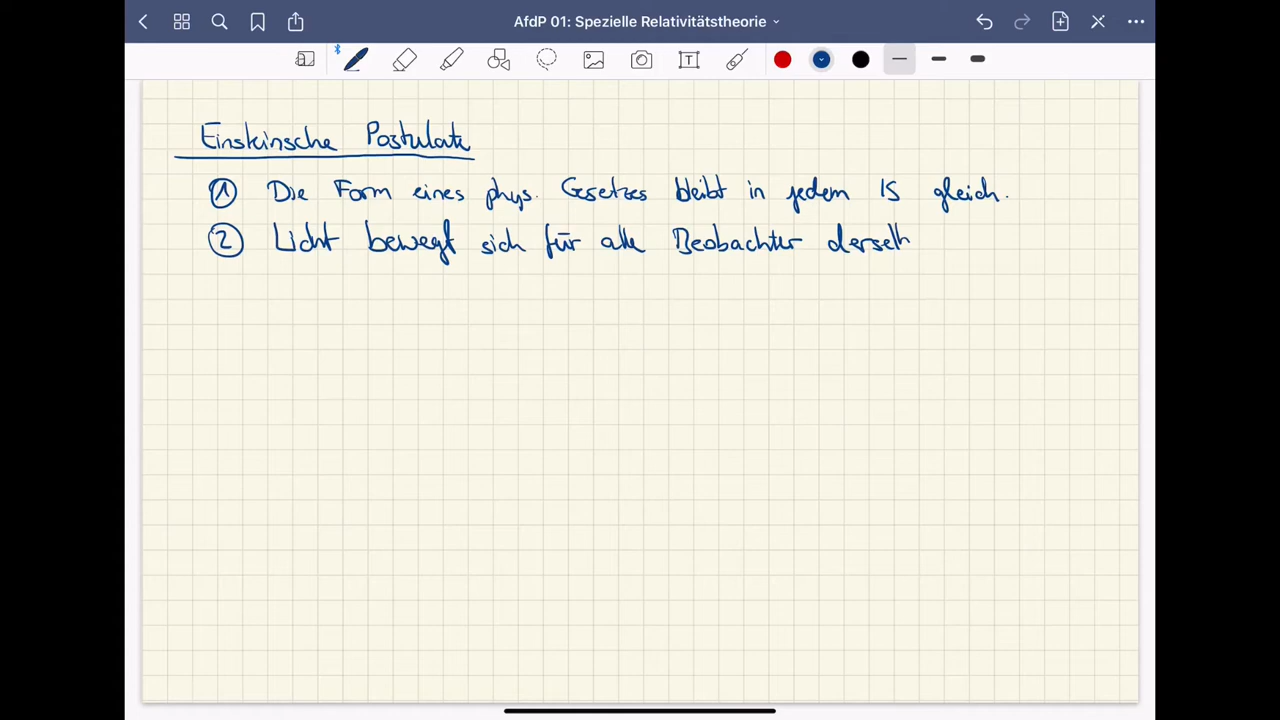 AfdP 01: Spezielle Relativitätstheorie
Einsteinsche Postulate
① Die Form eines phys. Gesetzes bleibt in jedem IS gleich.
② Licht bewegt sich für alle Beobachter derselb